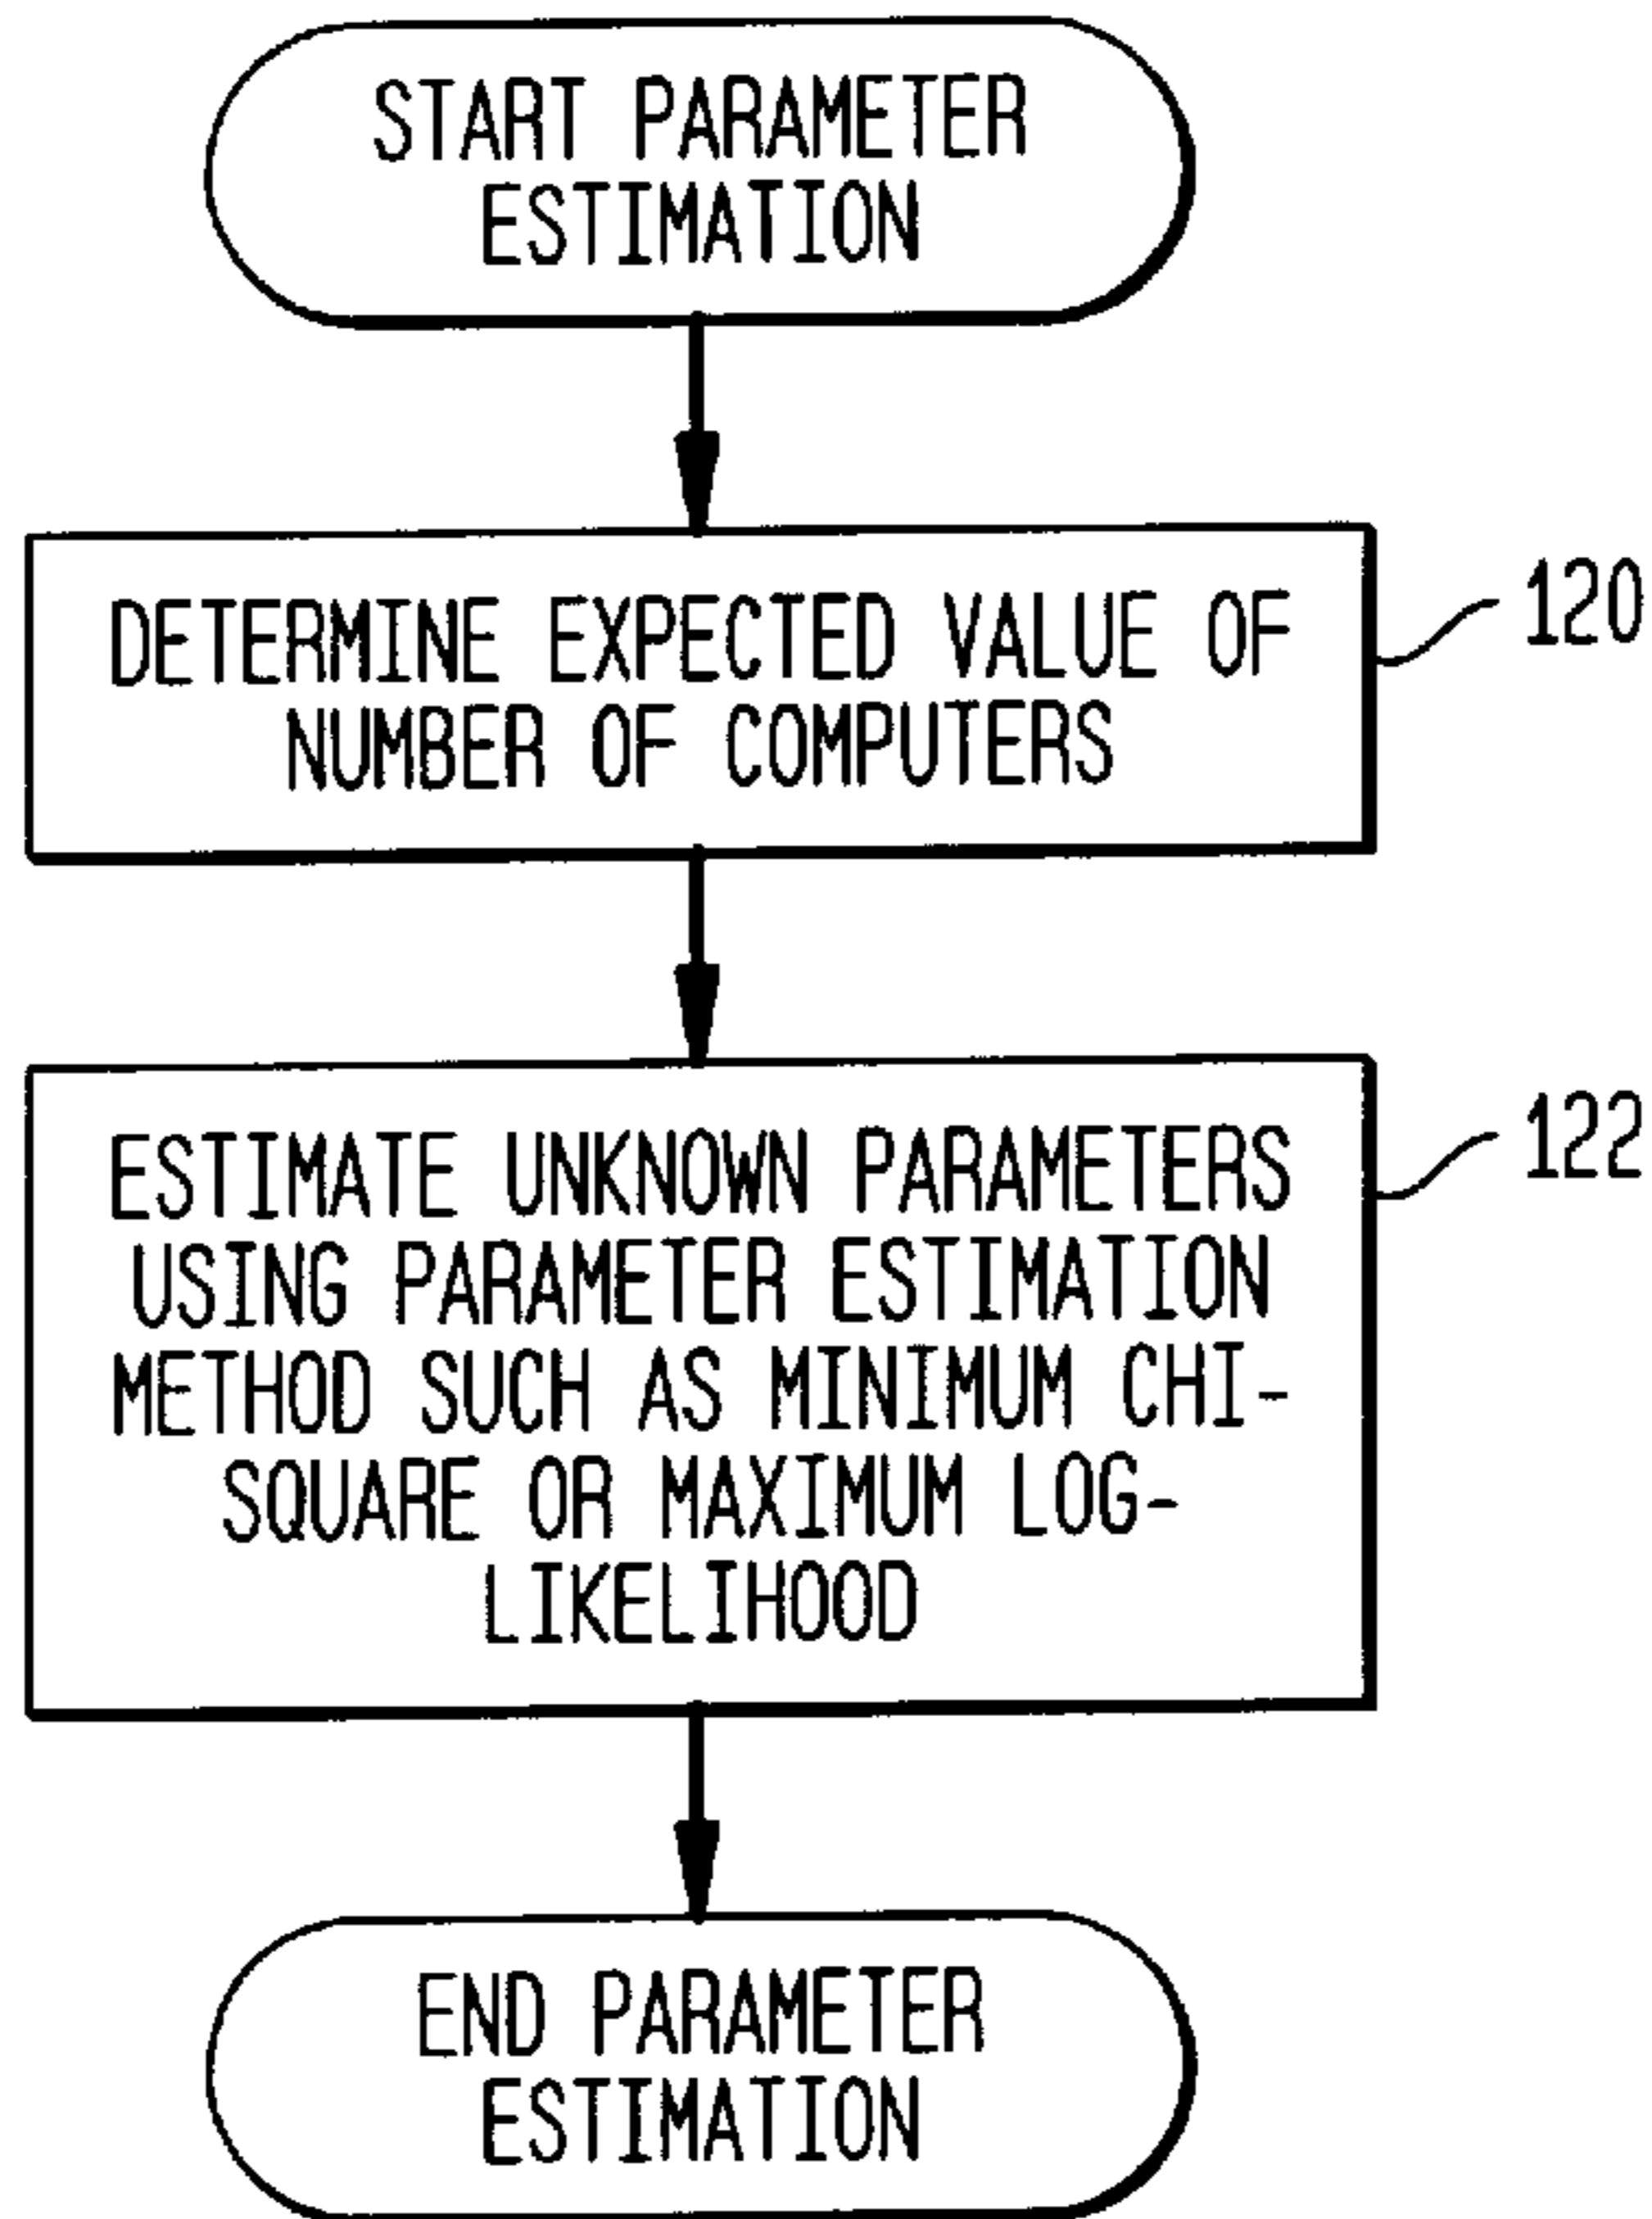 START PARAMETER
ESTIMATION
DETERMINE EXPECTED VALUE OF
NUMBER OF COMPUTERS
120
ESTIMATE UNKNOWN PARAMETERS
USING PARAMETER ESTIMATION
METHOD SUCH AS MINIMUM CHI-
SQUARE OR MAXIMUM LOG-
LIKELIHOOD
122
END PARAMETER
ESTIMATION